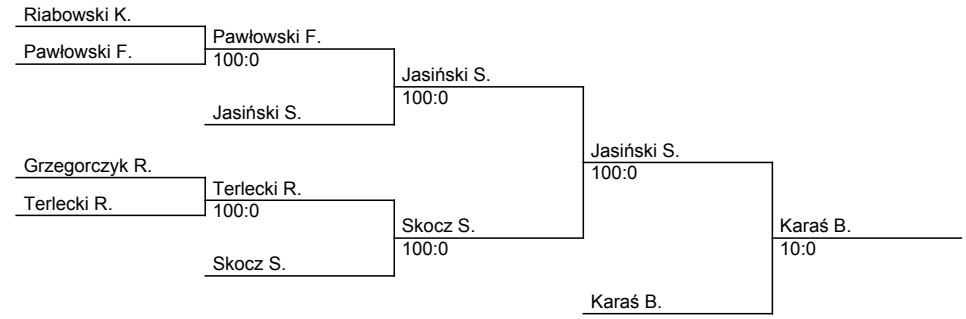 Riabowski K.
Pawłowski F.
Pawłowski F.
100:0
Jasiński S.
Jasiński S.
100:0
Grzegorczyk R.
Terlecki R.
Terlecki R.
100:0
Skocz S.
Skocz S.
100:0
Jasiński S.
100:0
Karaś B.
Karaś B.
10:0